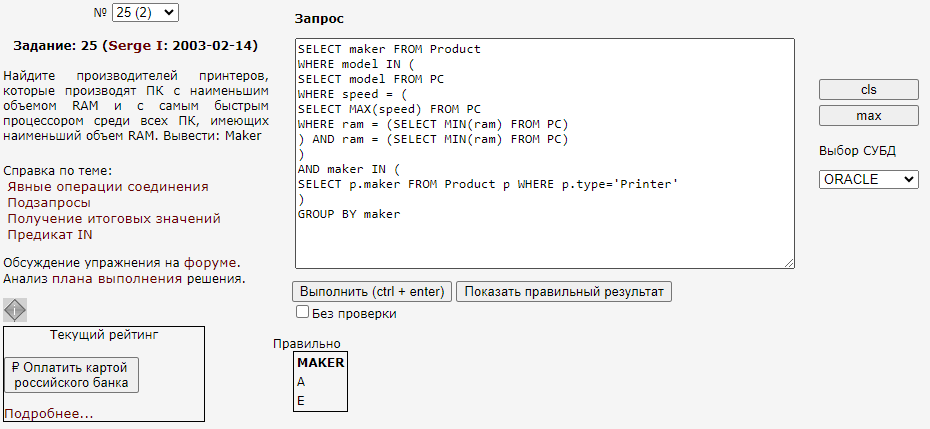 № 25 (2)
Задание: 25 (Serge I: 2003-02-14)
Найдите производителей принтеров,
которые производят ПК с наименьшим
объемом RAM и с самым быстрым
процессором среди всех ПК, имеющих
наименьший объем RAM. Вывести: Maker
Справка по теме:
Явные операции соединения
Подзапросы
Получение итоговых значений
Предикат IN
Обсуждение упражнения на форуме.
Анализ плана выполнения решения.
Текущий рейтинг
₽ Оплатить картой
российского банка
Подробнее...
Запрос
SELECT maker FROM Product
WHERE model IN (
SELECT model FROM PC
WHERE speed = (
SELECT MAX(speed) FROM PC
WHERE ram = (SELECT MIN(ram) FROM PC)
) AND ram = (SELECT MIN(ram) FROM PC)
)
AND maker IN (
SELECT p.maker FROM Product p WHERE p.type='Printer'
)
GROUP BY maker
Выполнить (ctrl + enter) Показать правильный результат
Без проверки
Правильно
MAKER
A
E
cls
max
Выбор СУБД
ORACLE